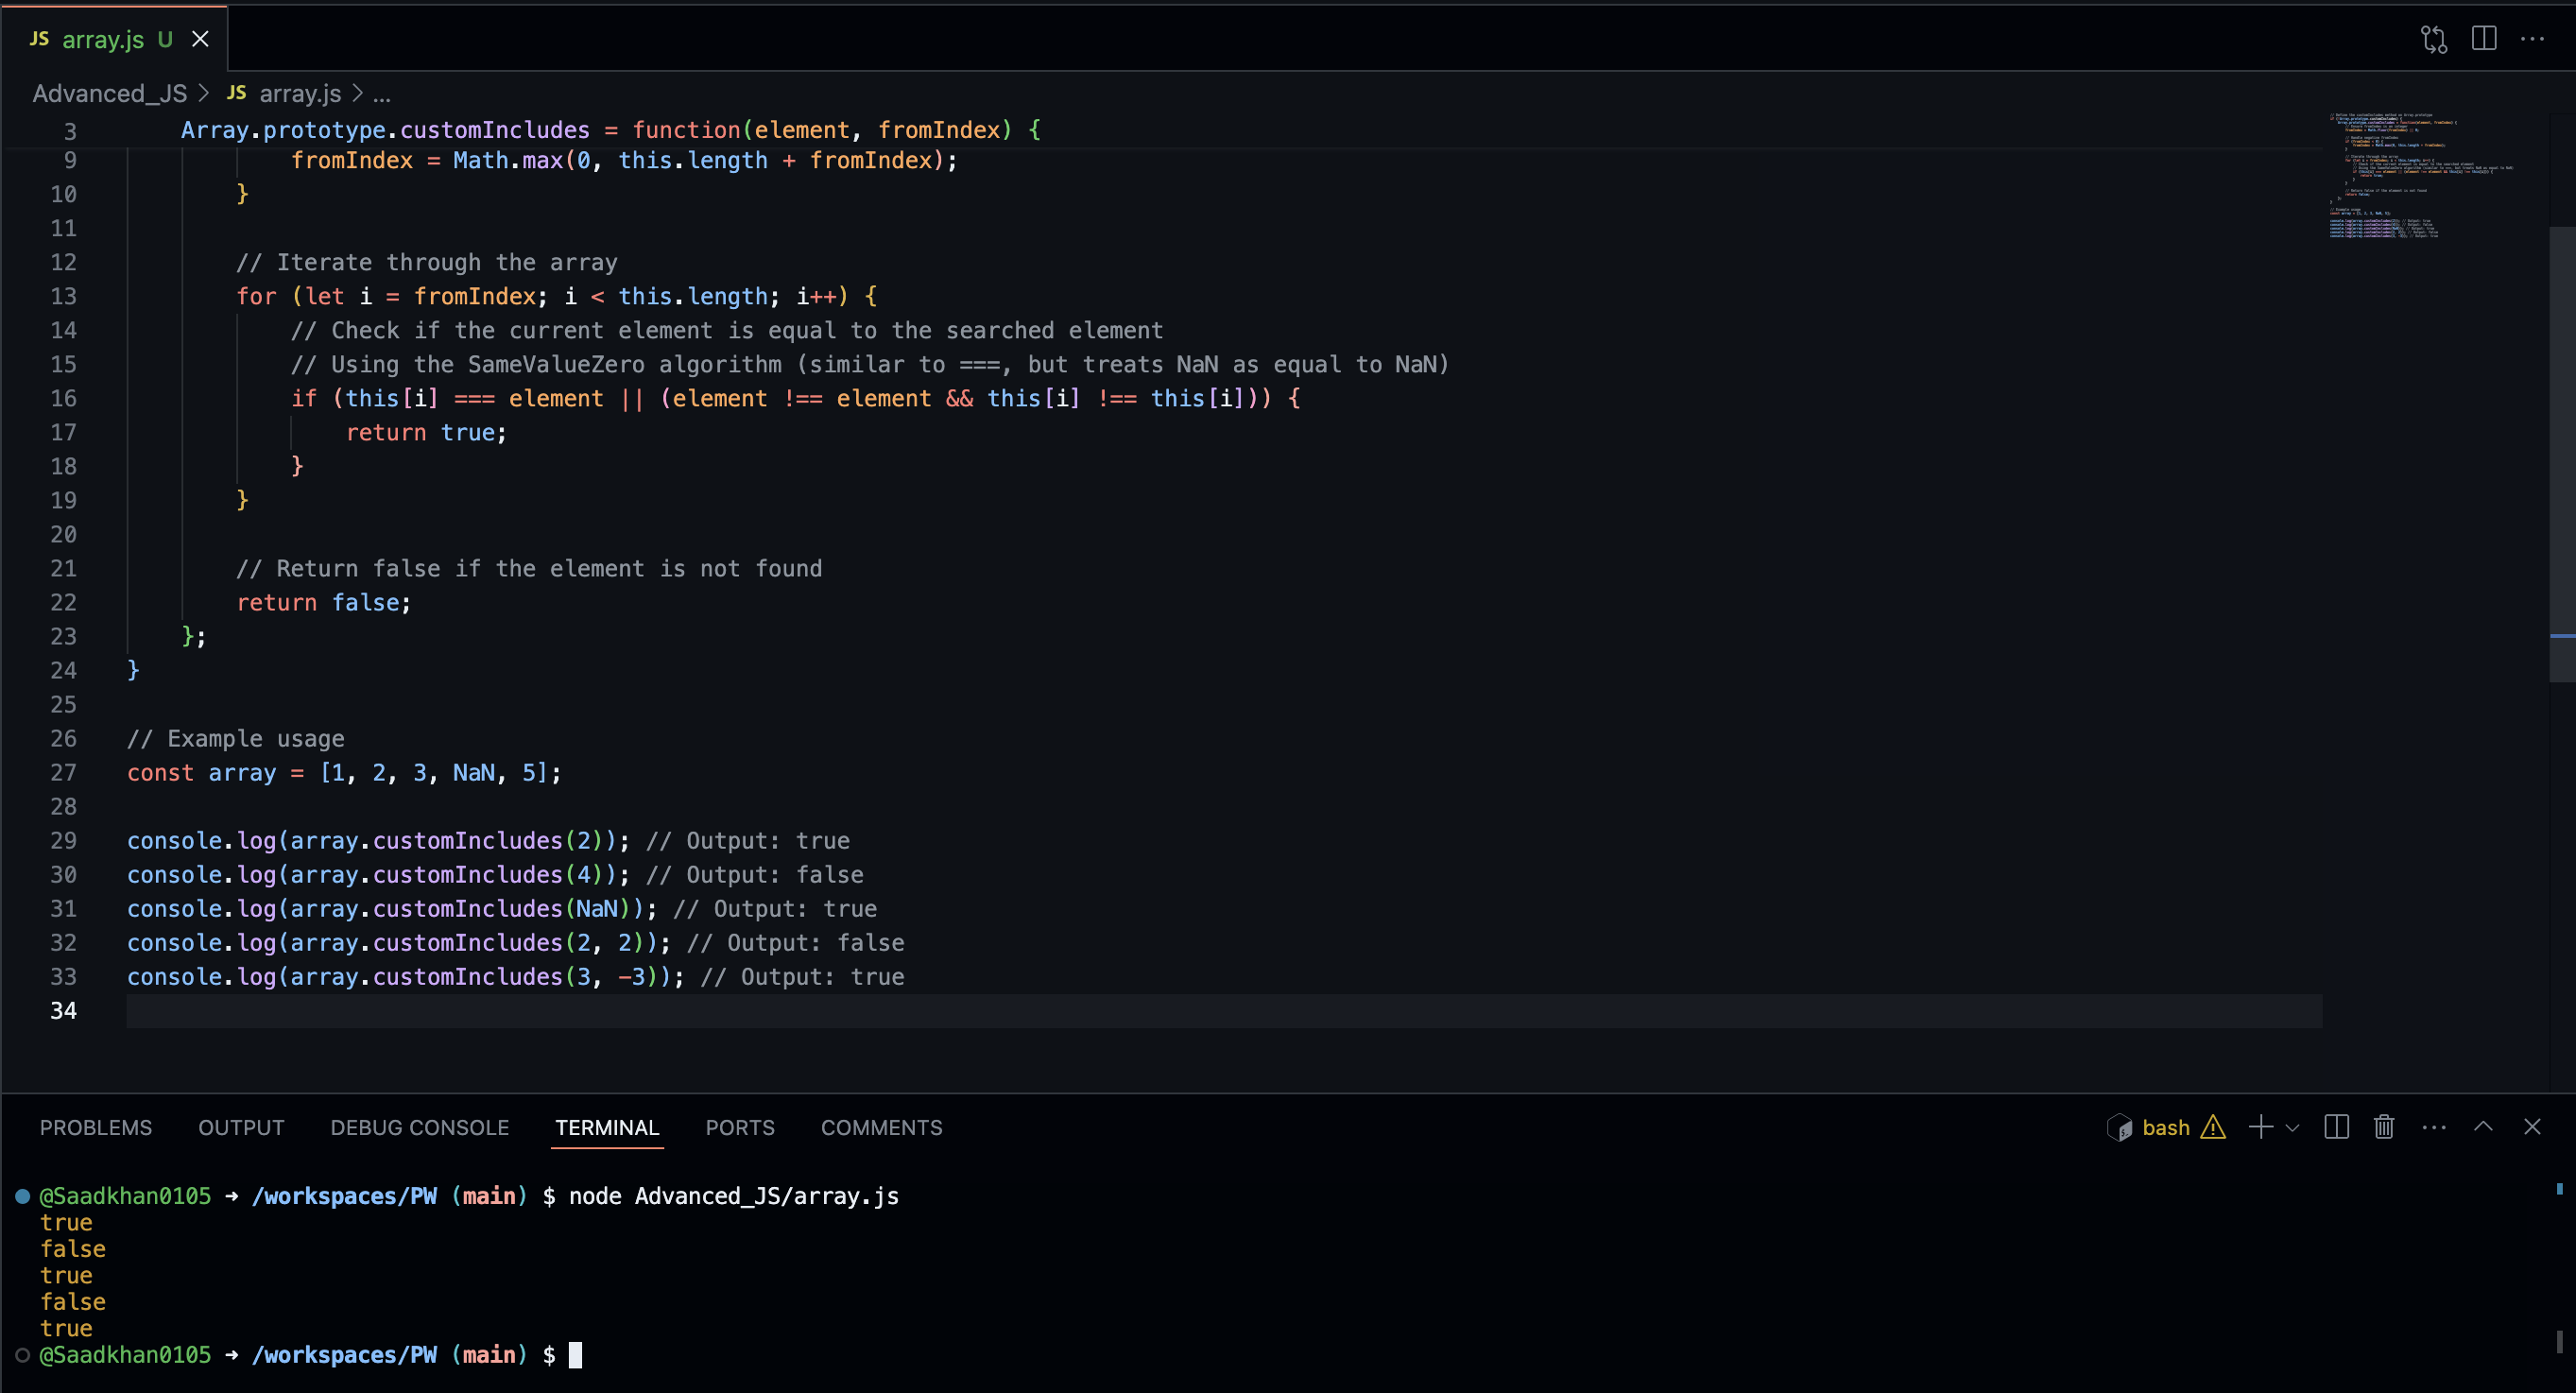 JS array.js U
Advanced_JS > JS array.js > ...
3 Array.prototype.customIncludes = function(element, fromIndex) {
9 fromIndex = Math.max(0, this.length + fromIndex);
10 }
11
12 // Iterate through the array
13 for (let i = fromIndex; i < this.length; i++) {
14 // Check if the current element is equal to the searched element
15 // Using the SameValueZero algorithm (similar to ===, but treats NaN as equal to NaN)
16 if (this[i] === element || (element !== element && this[i] !== this[i])) {
17 return true;
18 }
19 }
20
21 // Return false if the element is not found
22 return false;
23 };
24 }
25
26 // Example usage
27 const array = [1, 2, 3, NaN, 5];
28
29 console.log(array.customIncludes(2)); // Output: true
30 console.log(array.customIncludes(4)); // Output: false
31 console.log(array.customIncludes(NaN)); // Output: true
32 console.log(array.customIncludes(2, 2)); // Output: false
33 console.log(array.customIncludes(3, -3)); // Output: true
34
PROBLEMS OUTPUT DEBUG CONSOLE TERMINAL PORTS COMMENTS bash
@Saadkhan0105 → /workspaces/PW (main) $ node Advanced_JS/array.js
true
false
true
false
true
@Saadkhan0105 → /workspaces/PW (main) $